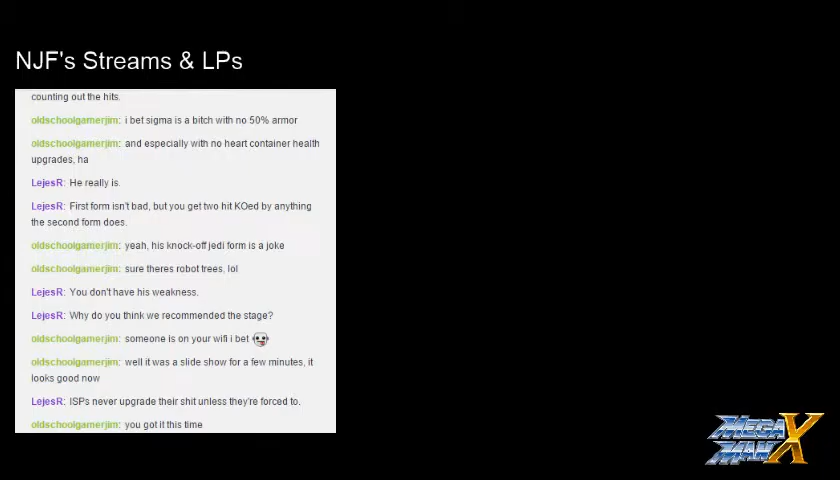 NJF's Streams & LPs
counting out the hits.
oldschoolgamerjim: i bet sigma is a bitch with no 50% armor
oldschoolgamerjim: and especially with no heart container health
upgrades, ha
LejesR: He really is.
LejesR: First form isn't bad, but you get two hit KOed by anything
the second form does.
oldschoolgamerjim: yeah, his knock-off jedi form is a joke
oldschoolgamerjim: sure theres robot trees, lol
LejesR: You don't have his weakness.
LejesR: Why do you think we recommended the stage?
oldschoolgamerjim: someone is on your wifi i bet
oldschoolgamerjim: well it was a slide show for a few minutes, it
looks good now
LejesR: ISPs never upgrade their shit unless they're forced to.
oldschoolgamerjim: you got it this time
MEGA
MAN X